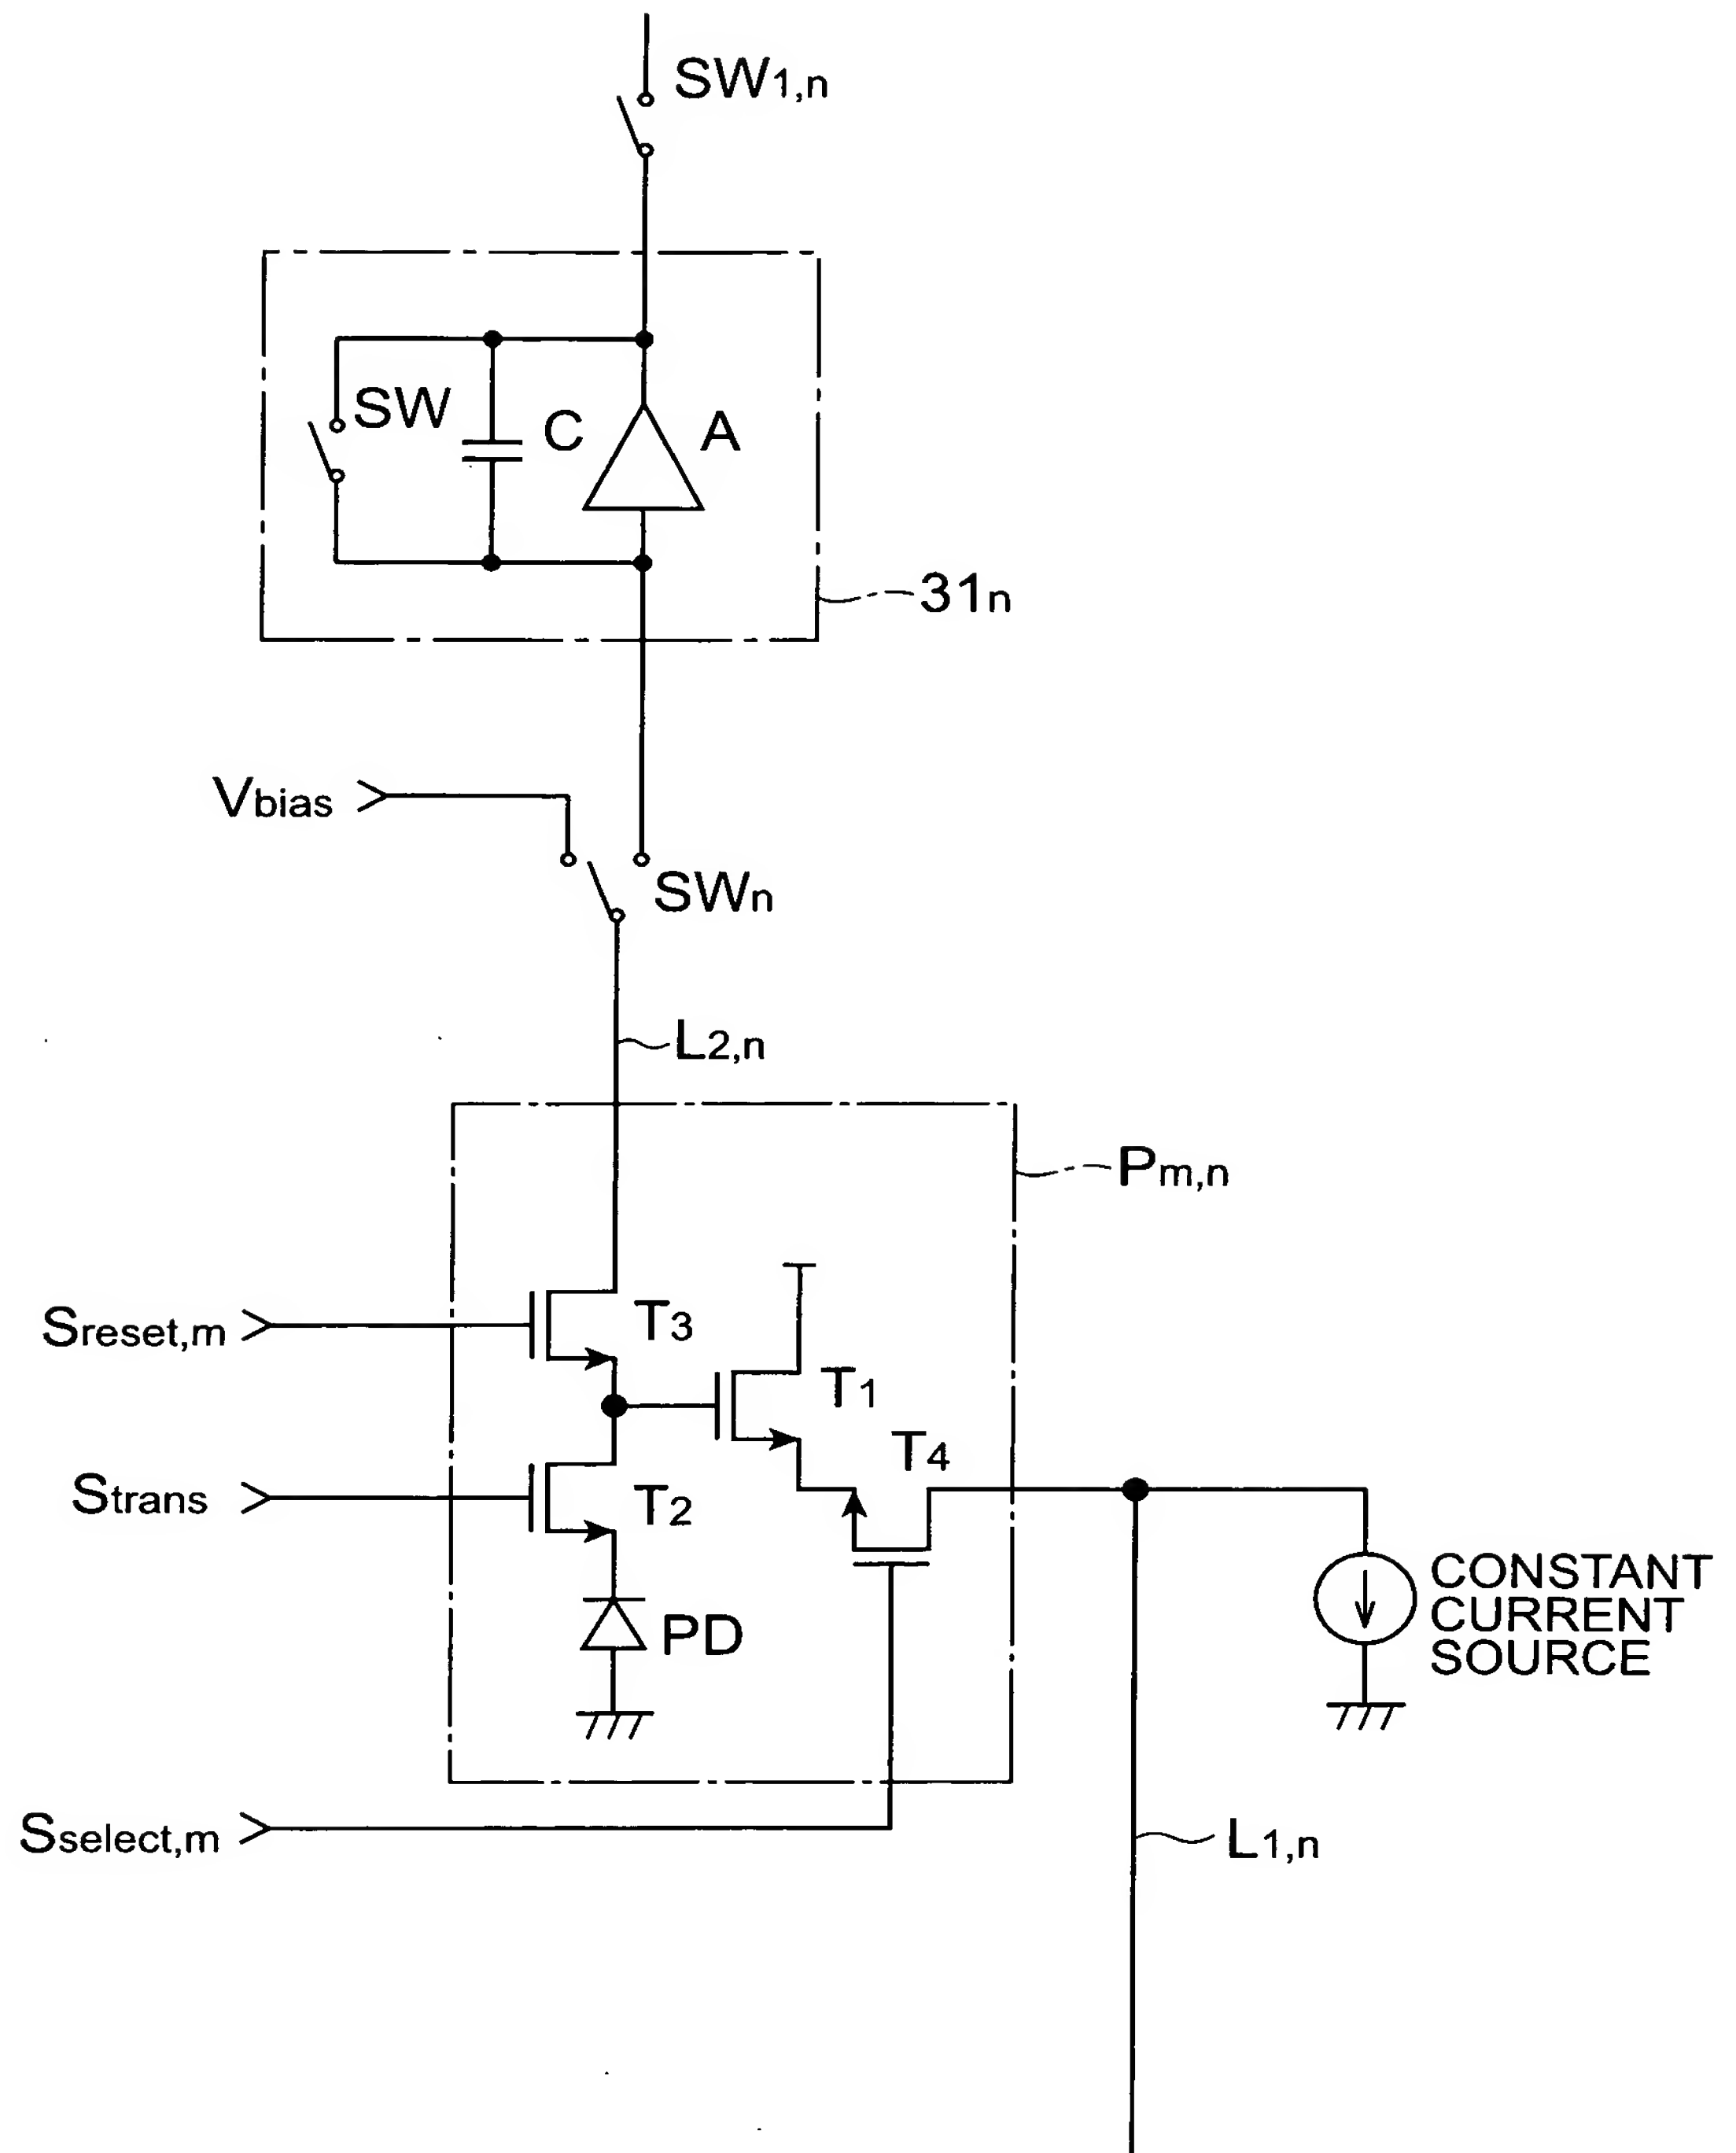 SW1,n
SW
C
A
31n
Vbias
SWn
L2,n
Pm,n
Sreset,m
T3
T1
T4
Strans
T2
CONSTANT
CURRENT
SOURCE
PD
Sselect,m
L1,n